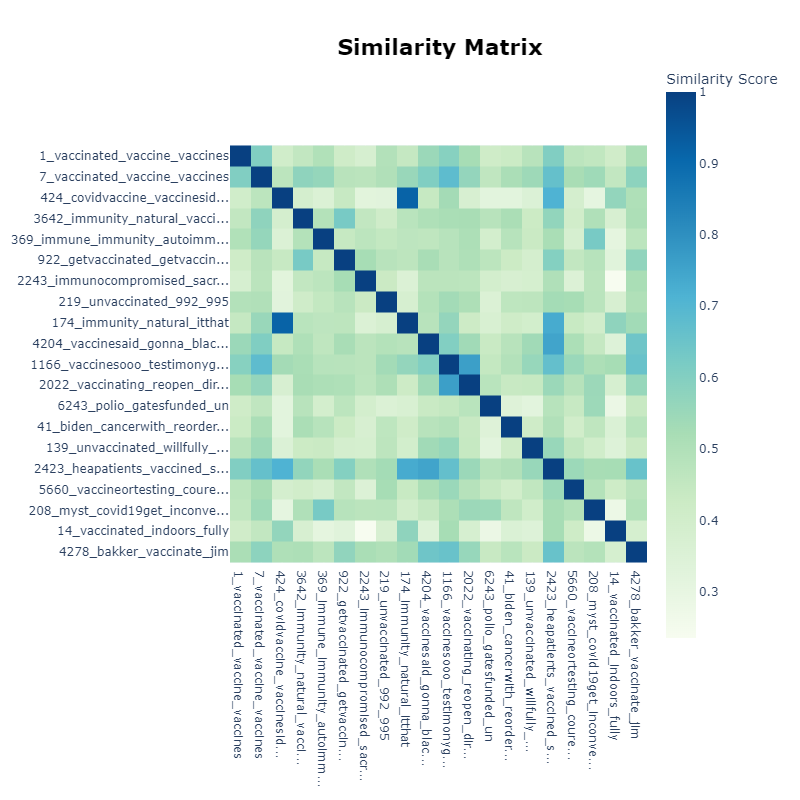 Similarity Matrix
Similarity Score
1
0.9
0.8
0.7
0.6
0.5
0.4
0.3
1_vaccinated_vaccine_vaccines
7_vaccinated_vaccine_vaccines
424_covidvaccine_vaccinesid...
3642_immunity_natural_vacci...
369_immune_immunity_autoimm...
922_getvaccinated_getvaccin...
2243_immunocompromised_sacr...
219_unvaccinated_992_995
174_immunity_natural_itthat
4204_vaccinesaid_gonna_blac...
1166_vaccinesooo_testimonyg...
2022_vaccinating_reopen_dir...
6243_polio_gatesfunded_un
41_biden_cancerwith_reorder...
139_unvaccinated_willfully_...
2423_heapatients_vaccined_s...
5660_vaccineortesting_coure...
208_myst_covid19get_inconve...
14_vaccinated_indoors_fully
4278_bakker_vaccinate_jim
1_vaccinated_vaccine_vaccines
7_vaccinated_vaccine_vaccines
424_covidvaccine_vaccinesid...
3642_immunity_natural_vacci...
369_immune_immunity_autoimm...
922_getvaccinated_getvaccin...
2243_immunocompromised_sacr...
219_unvaccinated_992_995
174_immunity_natural_itthat
4204_vaccinesaid_gonna_blac...
1166_vaccinesooo_testimonyg...
2022_vaccinating_reopen_dir...
6243_polio_gatesfunded_un
41_biden_cancerwith_reorder...
139_unvaccinated_willfully_...
2423_heapatients_vaccined_s...
5660_vaccineortesting_coure...
208_myst_covid19get_inconve...
14_vaccinated_indoors_fully
4278_bakker_vaccinate_jim